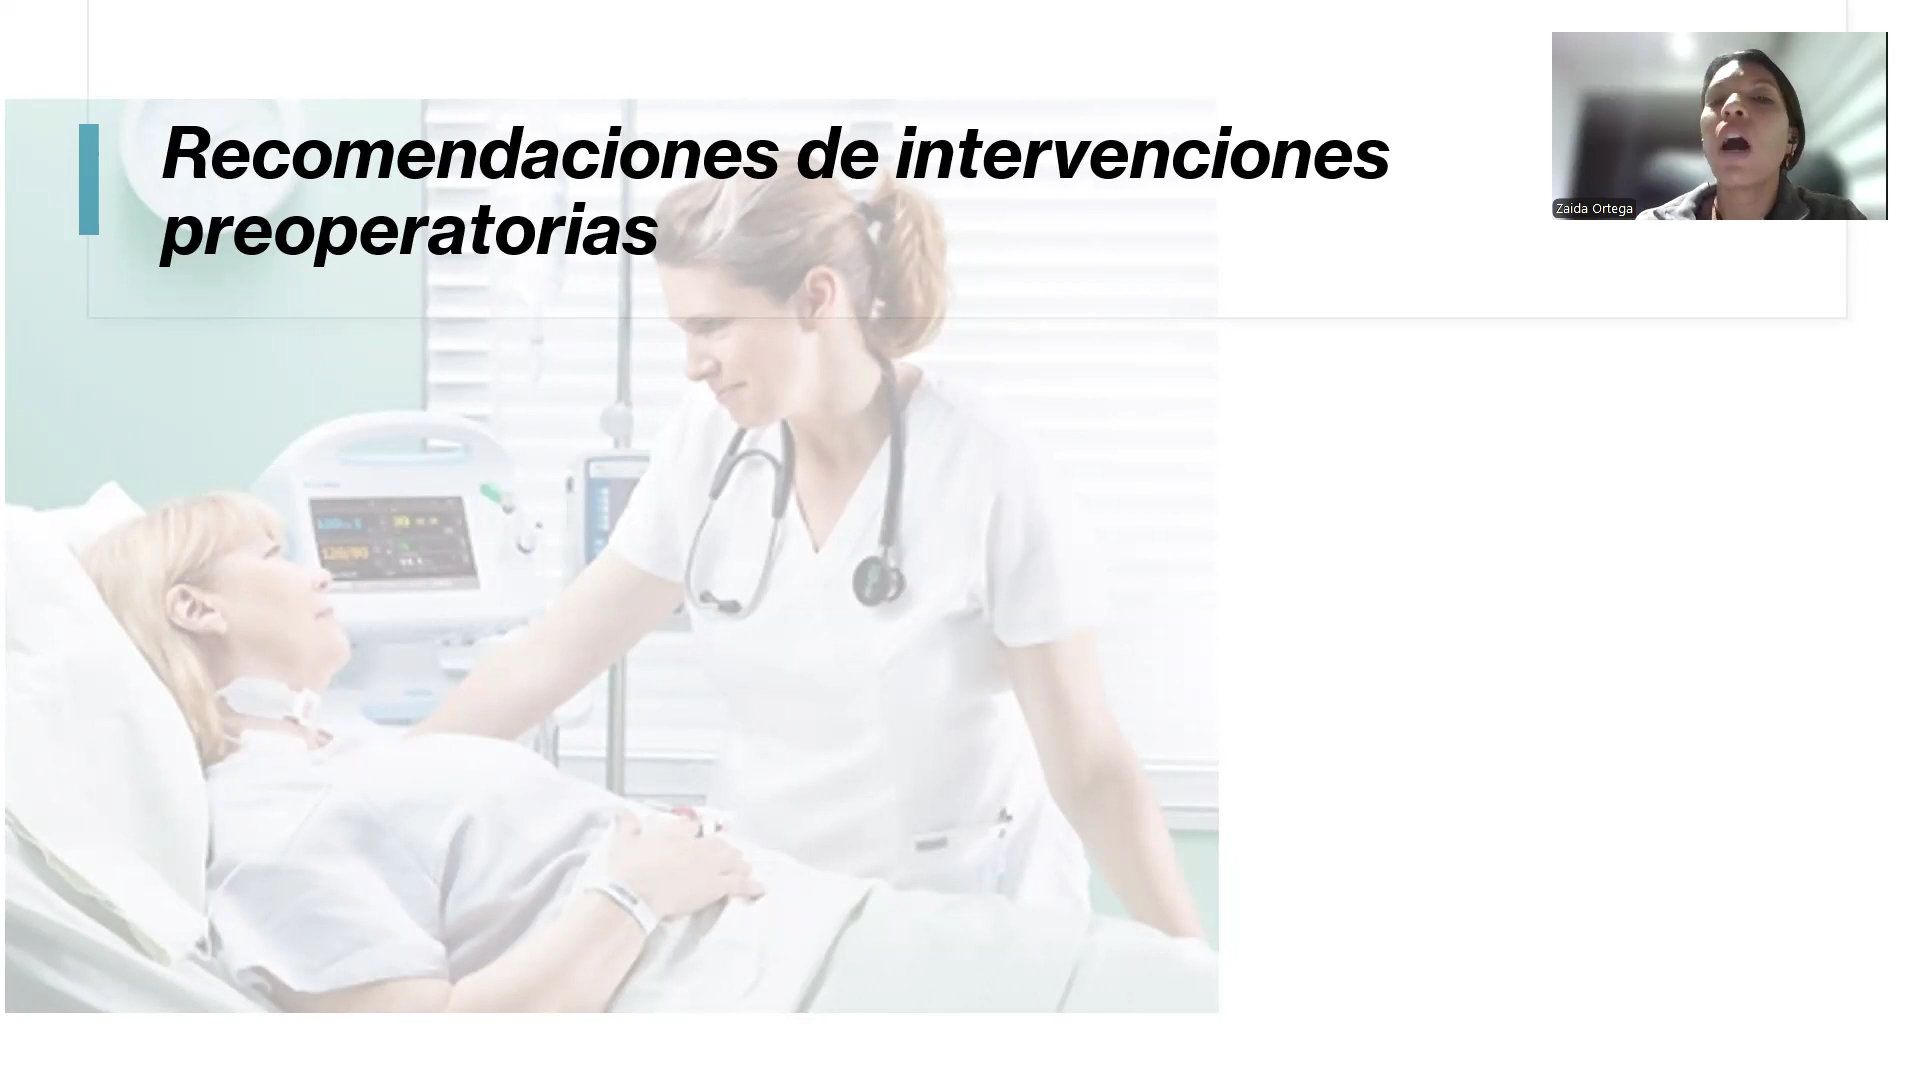 Recomendaciones de intervenciones
preoperatorias
Zaida Ortega